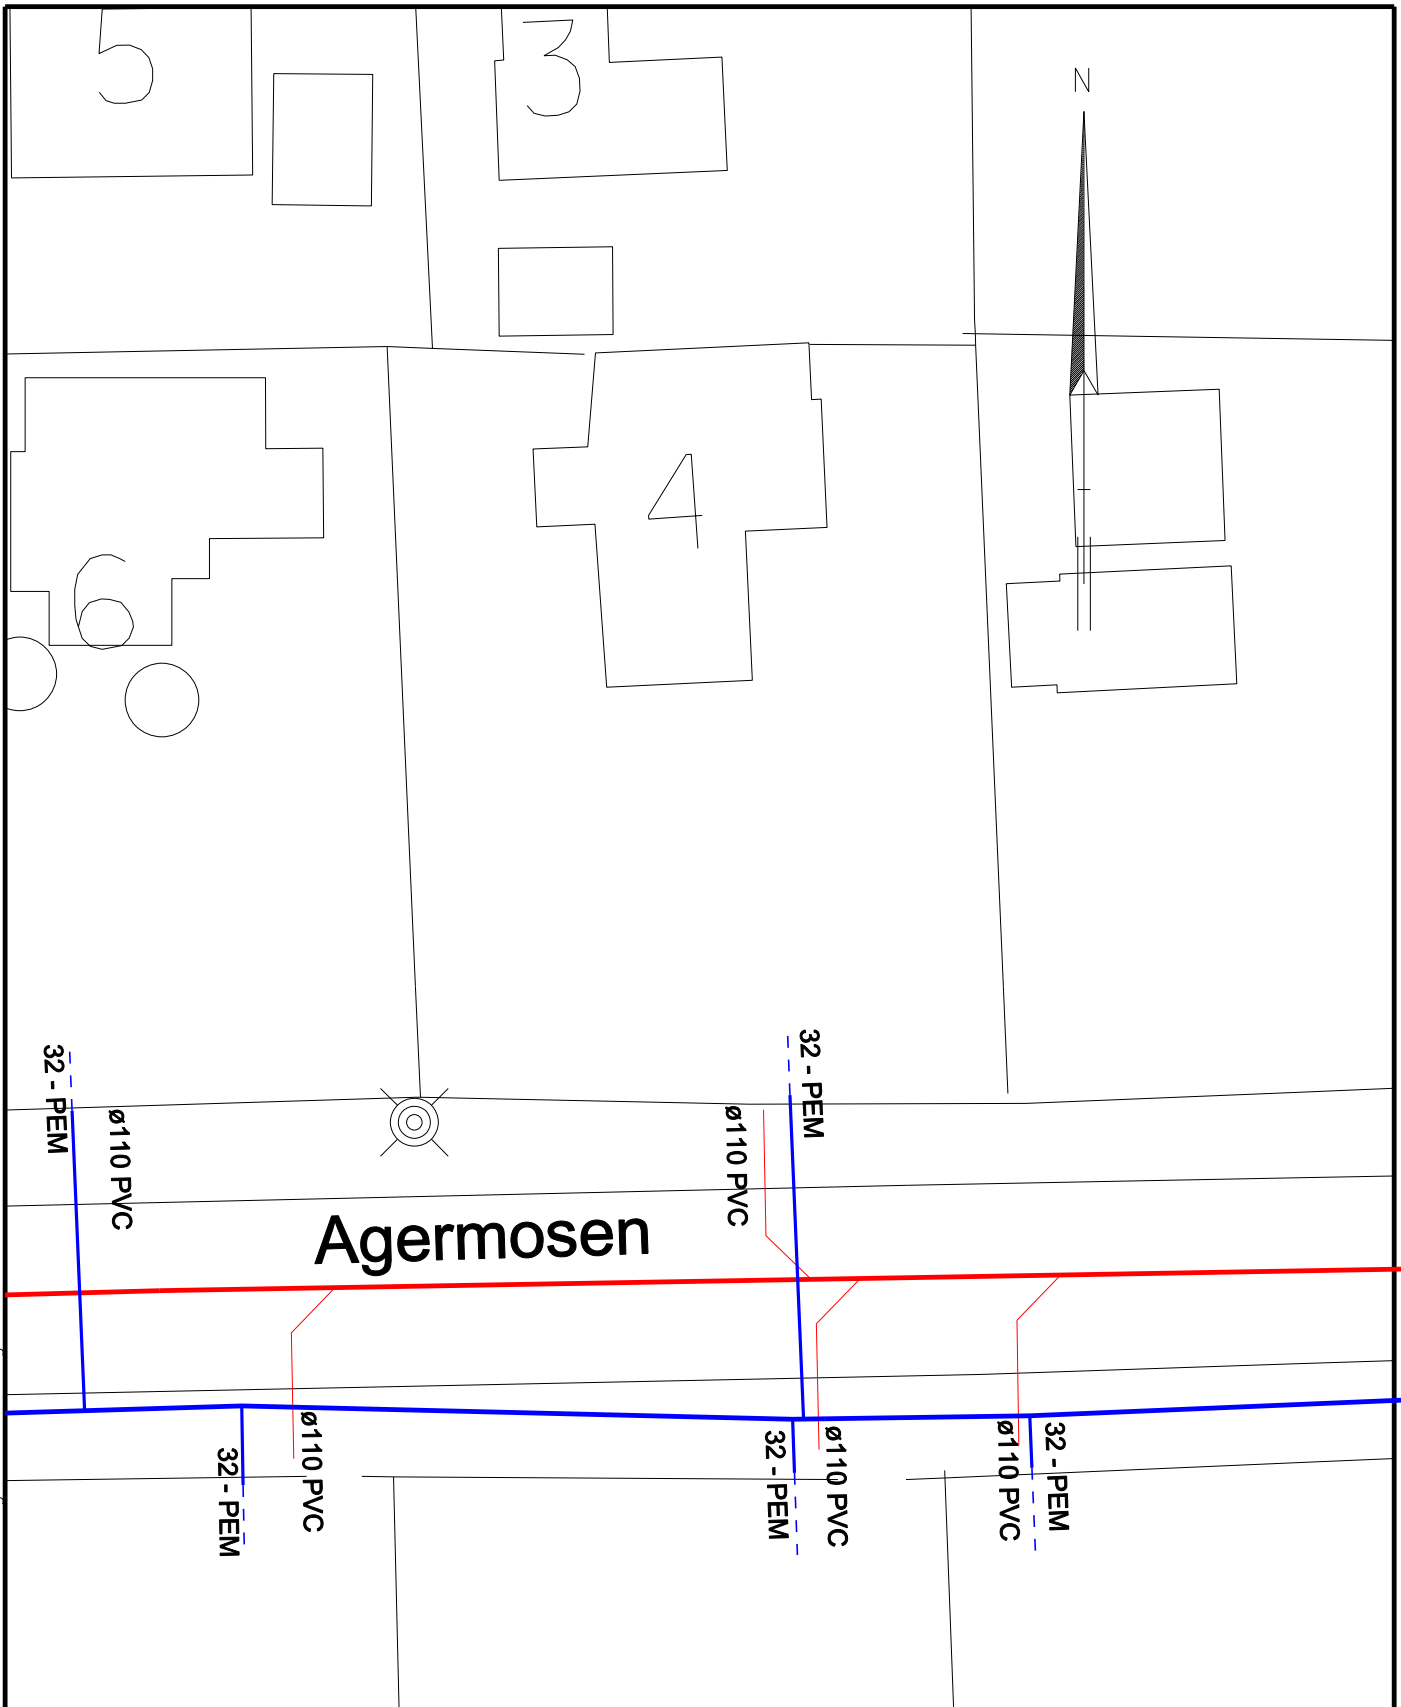 5
3
N
4
6
32 - PEM
ø110 PVC
ø110 PVC
32 - PEM
Agermosen
32 - PEM
ø110 PVC
32 - PEM
ø110 PVC
ø110 PVC
32 - PEM